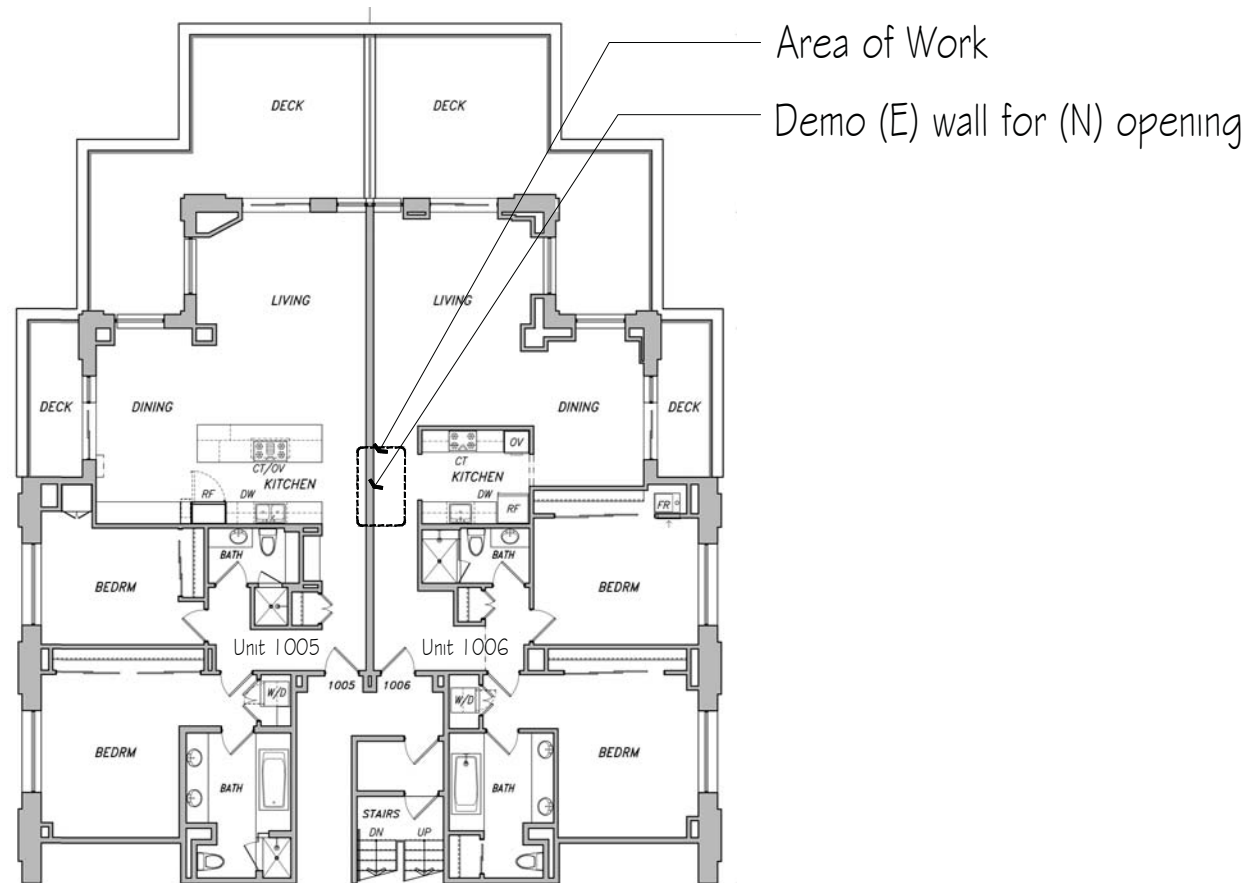 Area of Work
Demo (E) wall for (N) opening
DECK
DECK
LIVING
LIVING
DECK
DINING
DINING
DECK
CT/OV
KITCHEN
RF
DW
OV
CT
KITCHEN
DW
RF
FR
BATH
BATH
BEDRM
BEDRM
Unit 1005
Unit 1006
1005
1006
W/D
W/D
BEDRM
BEDRM
BATH
BATH
STAIRS
DN
UP